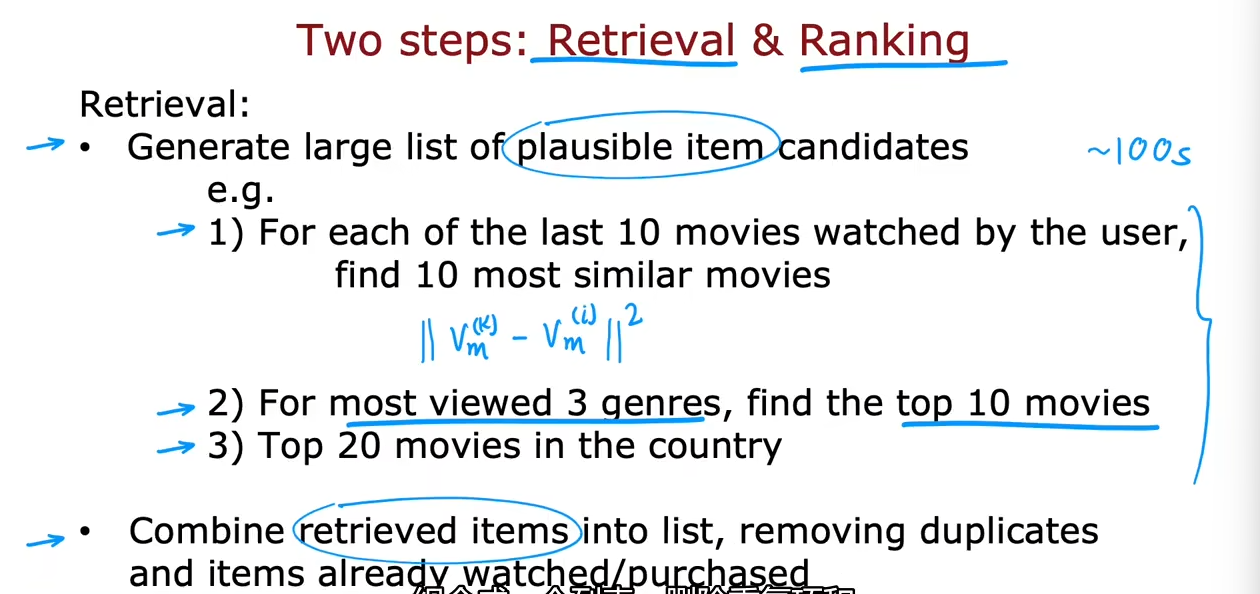 Two steps: Retrieval & Ranking
Retrieval:
• Generate large list of plausible item candidates ~100s
e.g.
1) For each of the last 10 movies watched by the user,
find 10 most similar movies
|| Vm^(k) - Vm^(i) ||^2
2) For most viewed 3 genres, find the top 10 movies
3) Top 20 movies in the country
• Combine retrieved items into list, removing duplicates
and items already watched/purchased